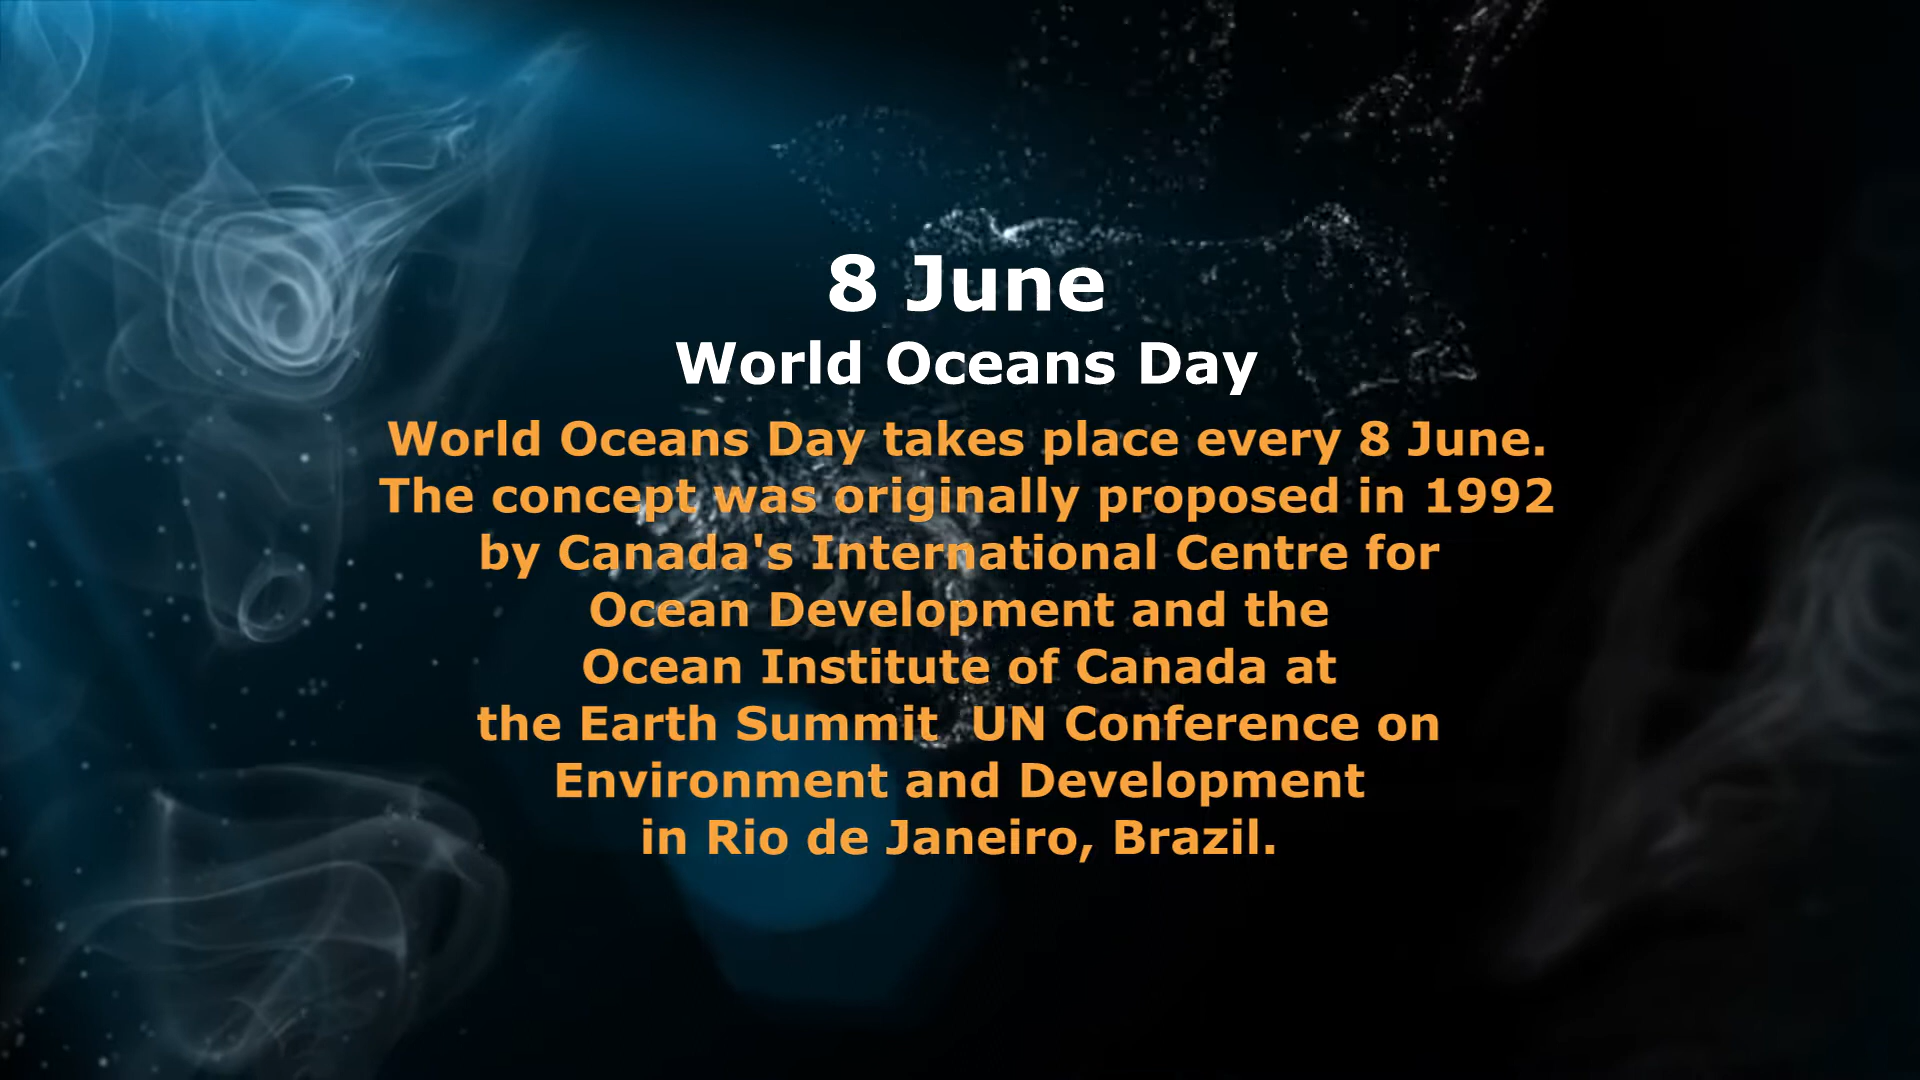 8 June
World Oceans Day
World Oceans Day takes place every 8 June.
The concept was originally proposed in 1992
by Canada's International Centre for
Ocean Development and the
Ocean Institute of Canada at
the Earth Summit  UN Conference on
Environment and Development
in Rio de Janeiro, Brazil.